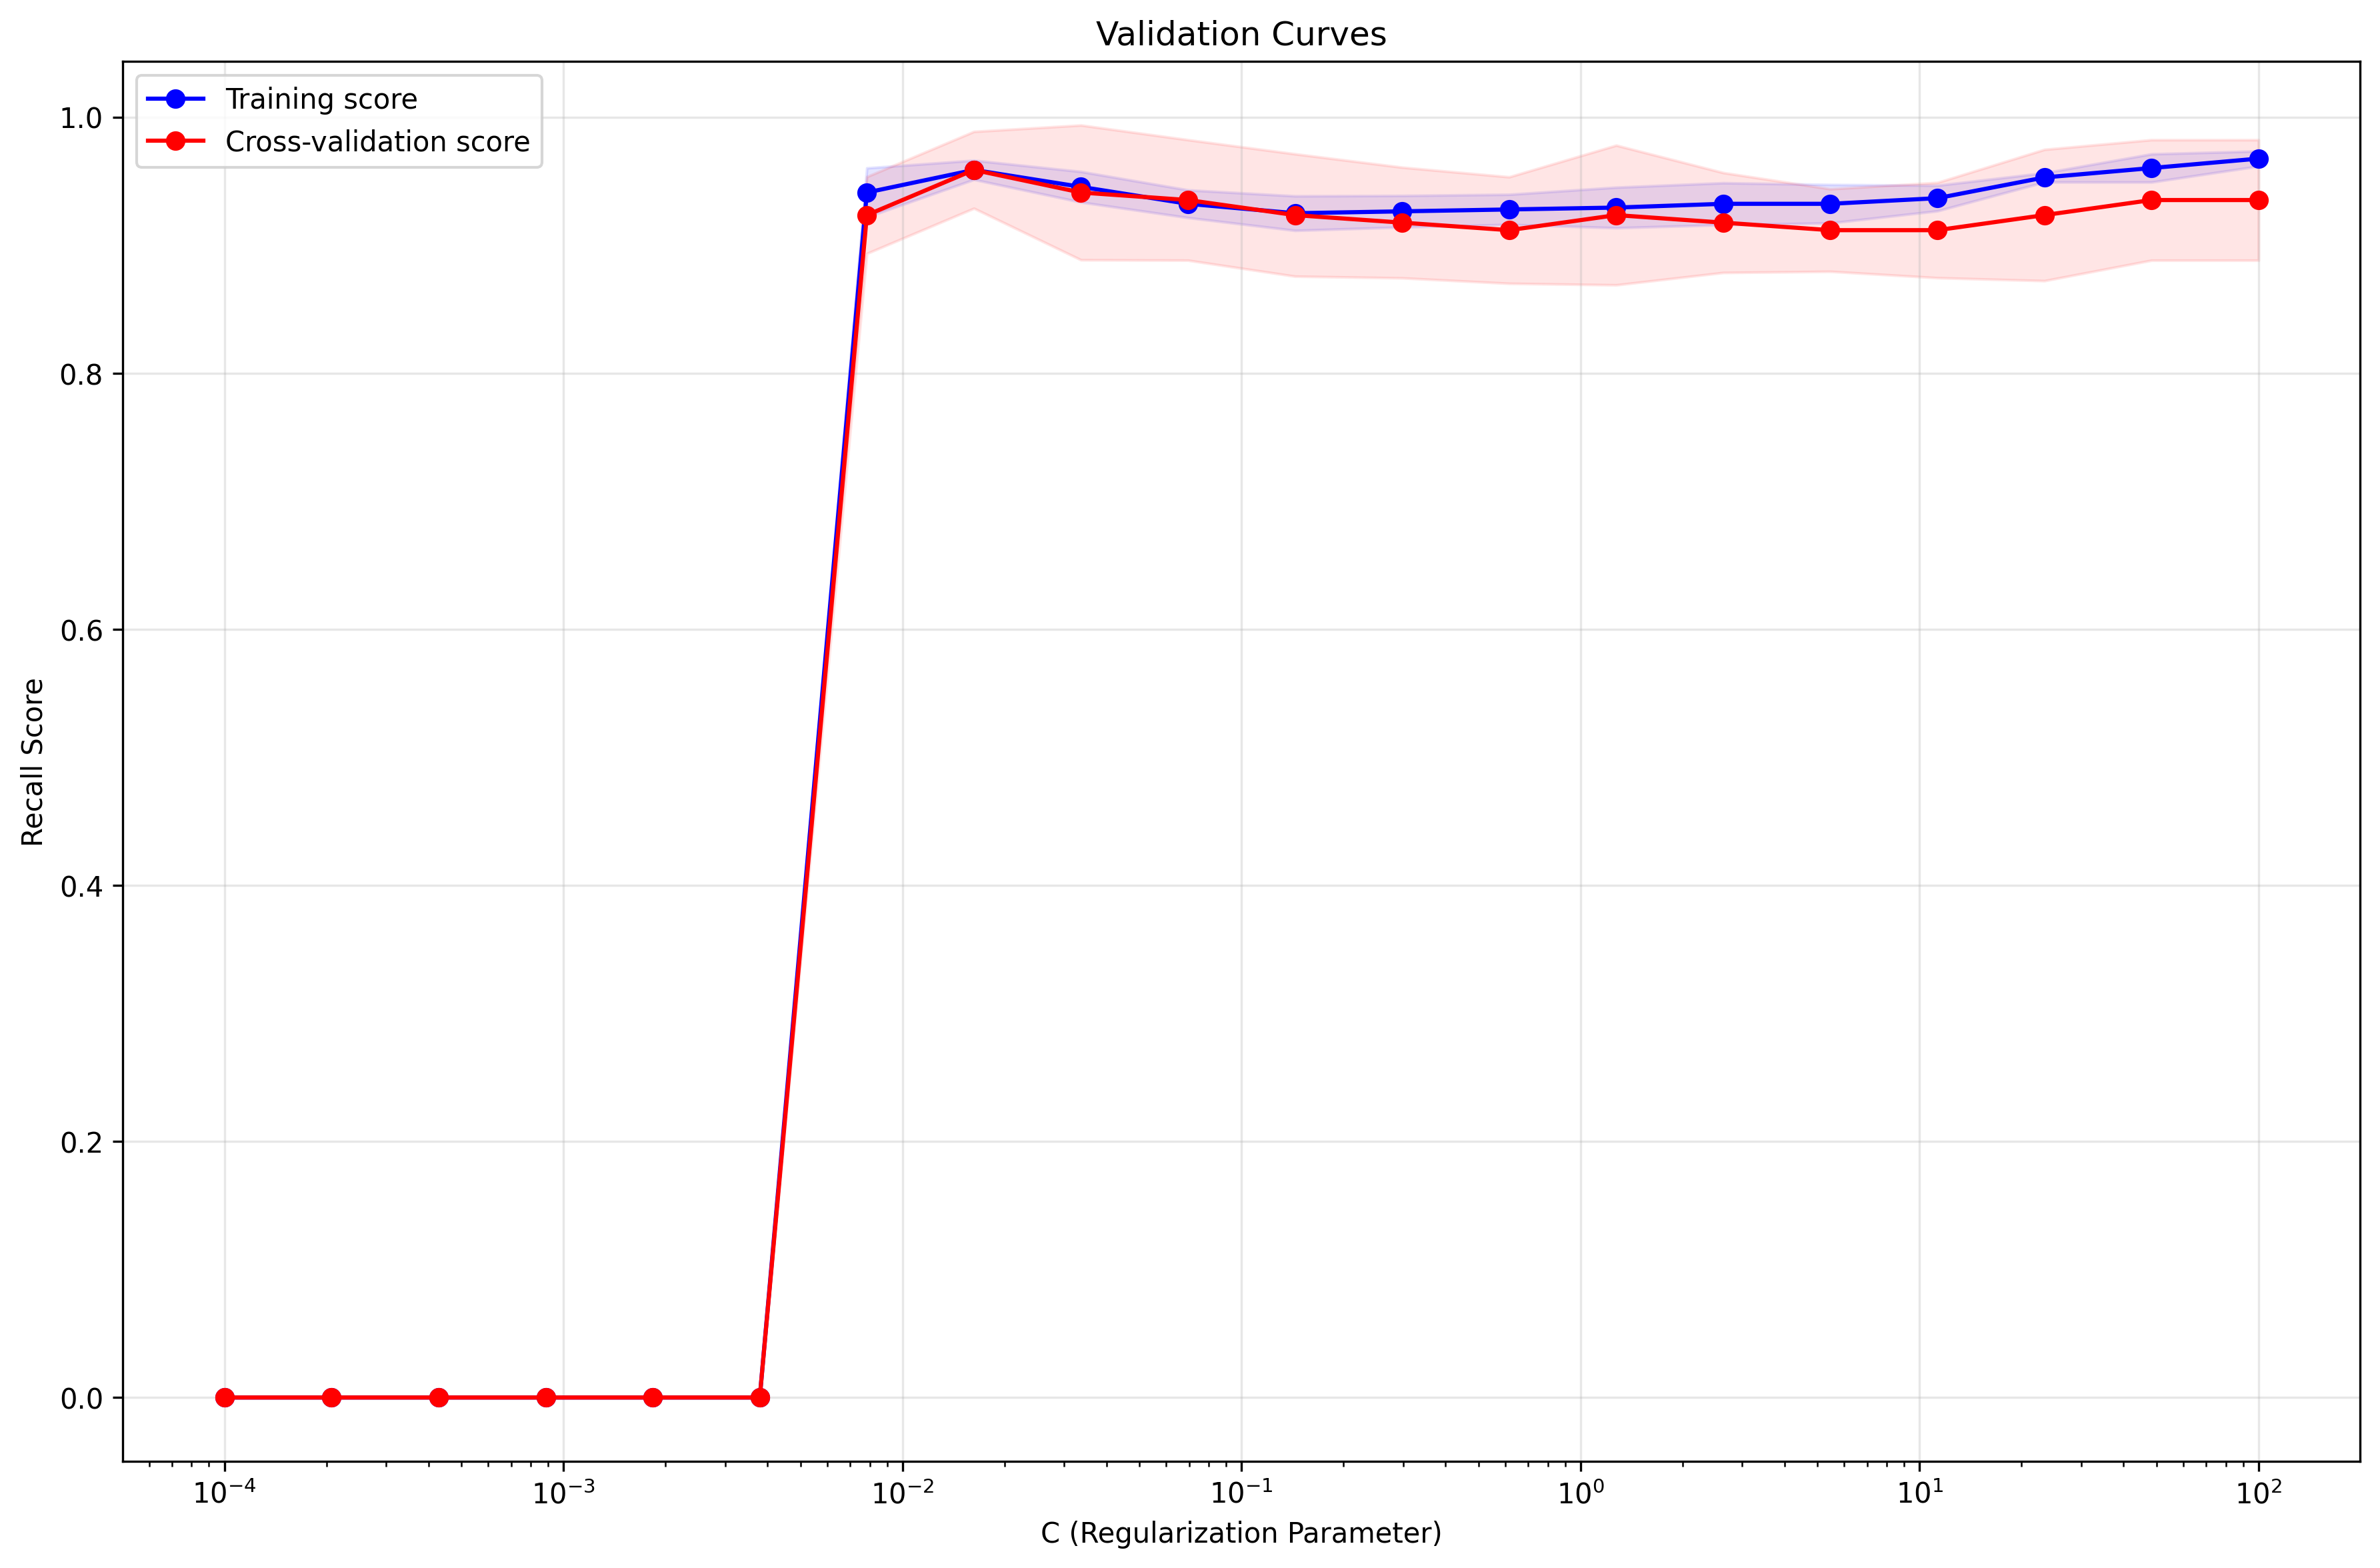 Validation Curves
Training score
Cross-validation score
1.0
0.8
0.6
0.4
0.2
0.0
Recall Score
10⁻⁴ 10⁻³ 10⁻² 10⁻¹ 10⁰ 10¹ 10²
C (Regularization Parameter)